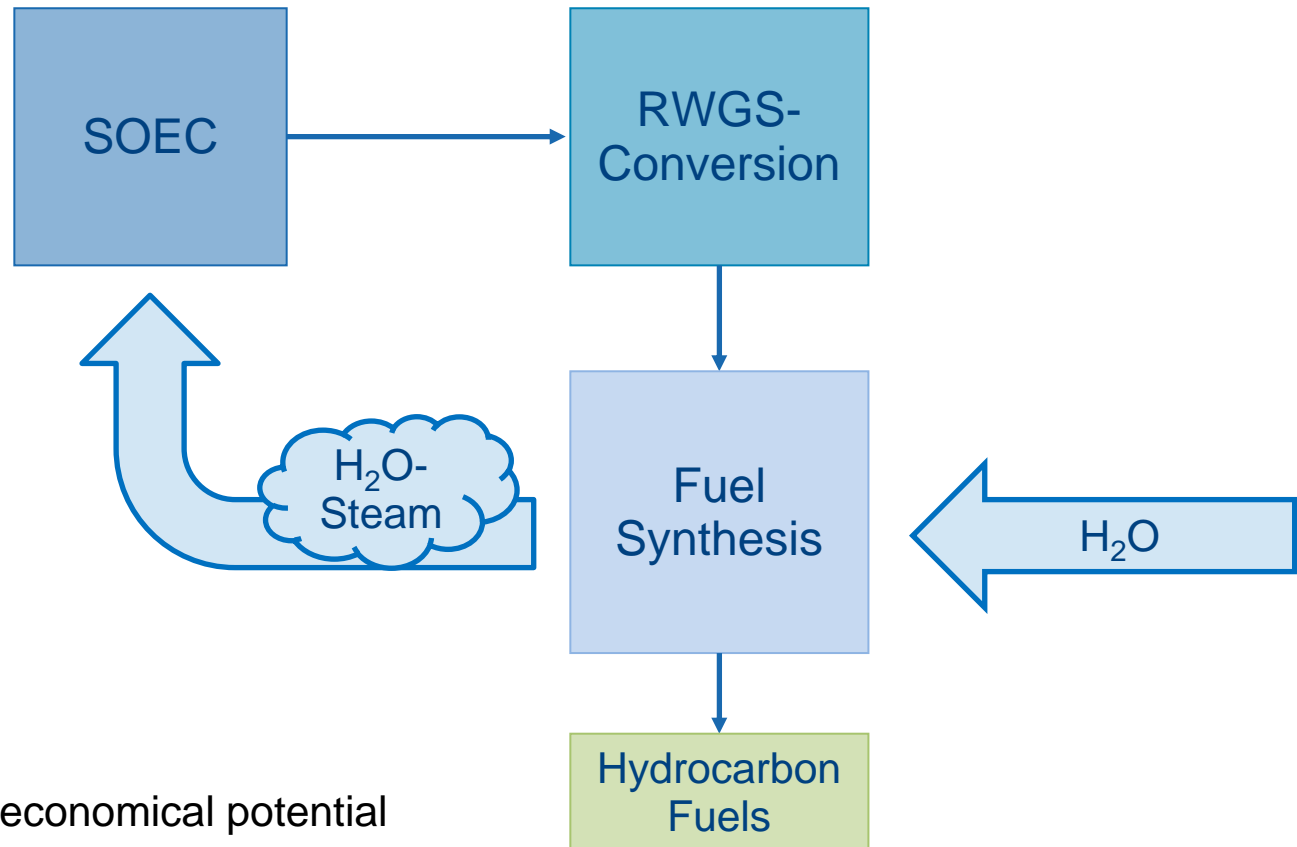 SOEC
RWGS-
Conversion
H₂O-
Steam
Fuel
Synthesis
H₂O
Hydrocarbon
Fuels
economical potential